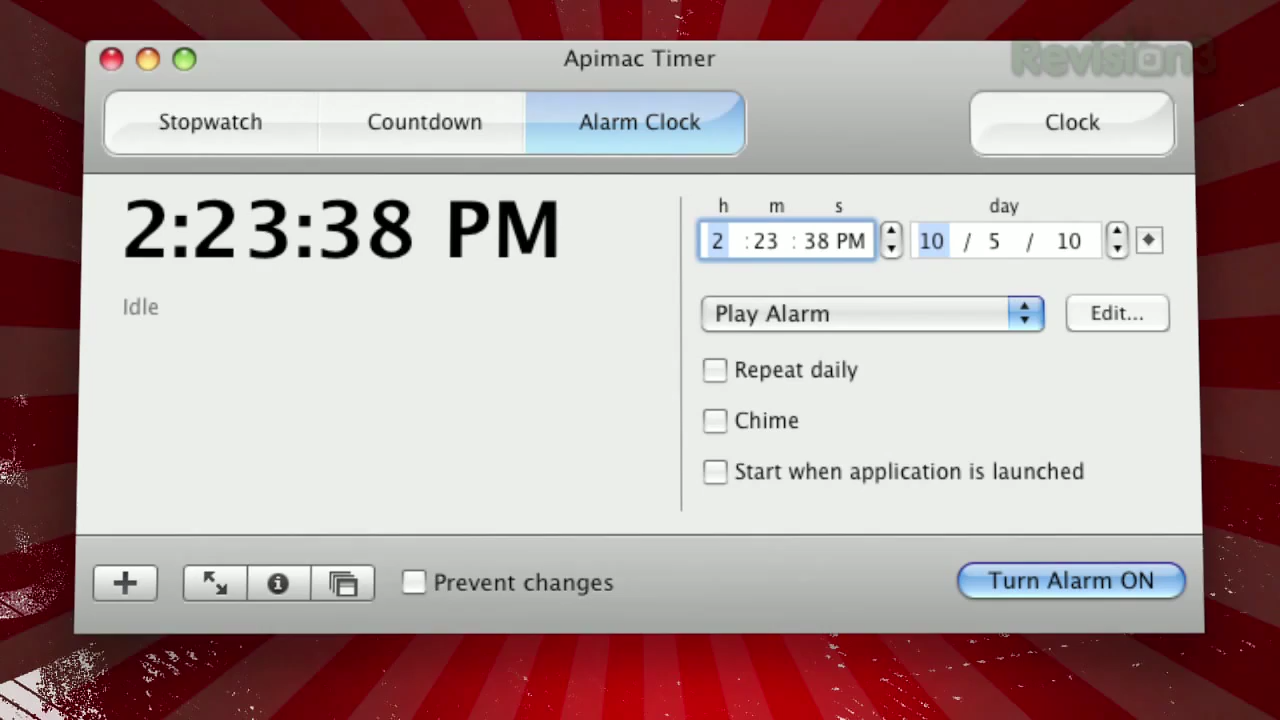 Apimac Timer
Revision3
Stopwatch Countdown Alarm Clock Clock
2:23:38 PM
h m s day
2 : 23 : 38 PM 10 / 5 / 10
Idle
Play Alarm Edit...
Repeat daily
Chime
Start when application is launched
Prevent changes Turn Alarm ON